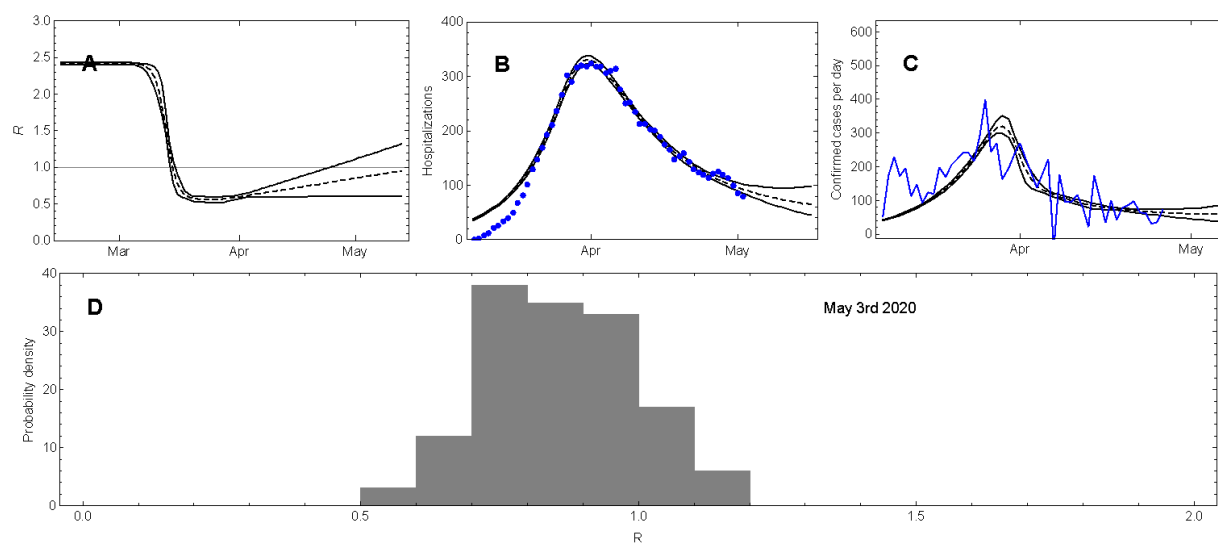 A
3.0
2.5
2.0
1.5
1.0
0.5
0.0
R
Mar
Apr
May
B
400
300
200
100
0
Hospitalizations
Apr
May
C
600
500
400
300
200
100
0
Confirmed cases per day
Apr
May
D
May 3rd 2020
40
30
20
10
0
Probability density
0.0
0.5
1.0
1.5
2.0
R